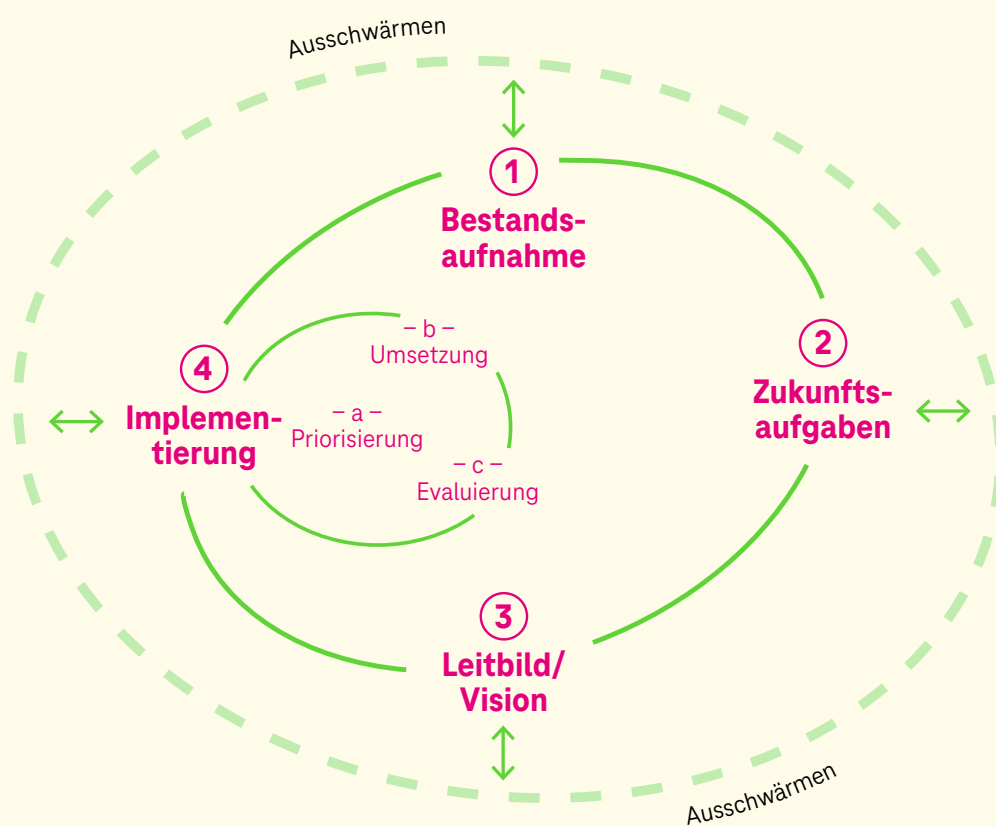 Ausschwärmen
1
Bestands-
aufnahme
2
Zukunfts-
aufgaben
3
Leitbild/
Vision
4
Implemen-
tierung
– a –
Priorisierung
– b –
Umsetzung
– c –
Evaluierung
Ausschwärmen